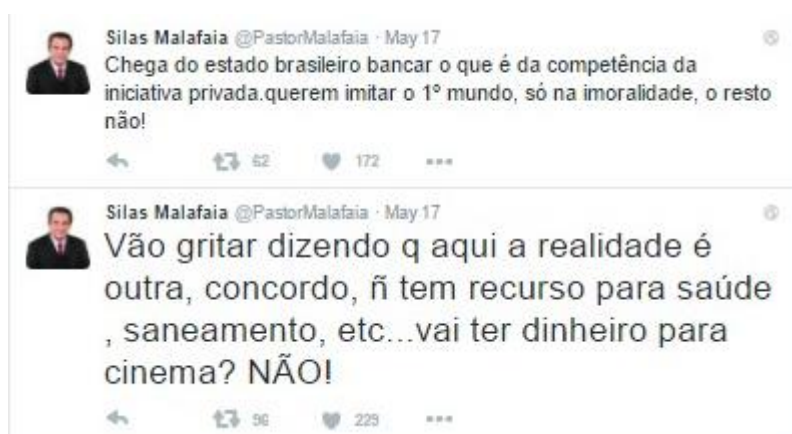 Silas Malafaia @PastorMalafaia · May 17
Chega do estado brasileiro bancar o que é da competência da
iniciativa privada.querem imitar o 1º mundo, só na imoralidade, o resto
não!
62 172
Silas Malafaia @PastorMalafaia · May 17
Vão gritar dizendo q aqui a realidade é
outra, concordo, ñ tem recurso para saúde
, saneamento, etc...vai ter dinheiro para
cinema? NÃO!
96 229